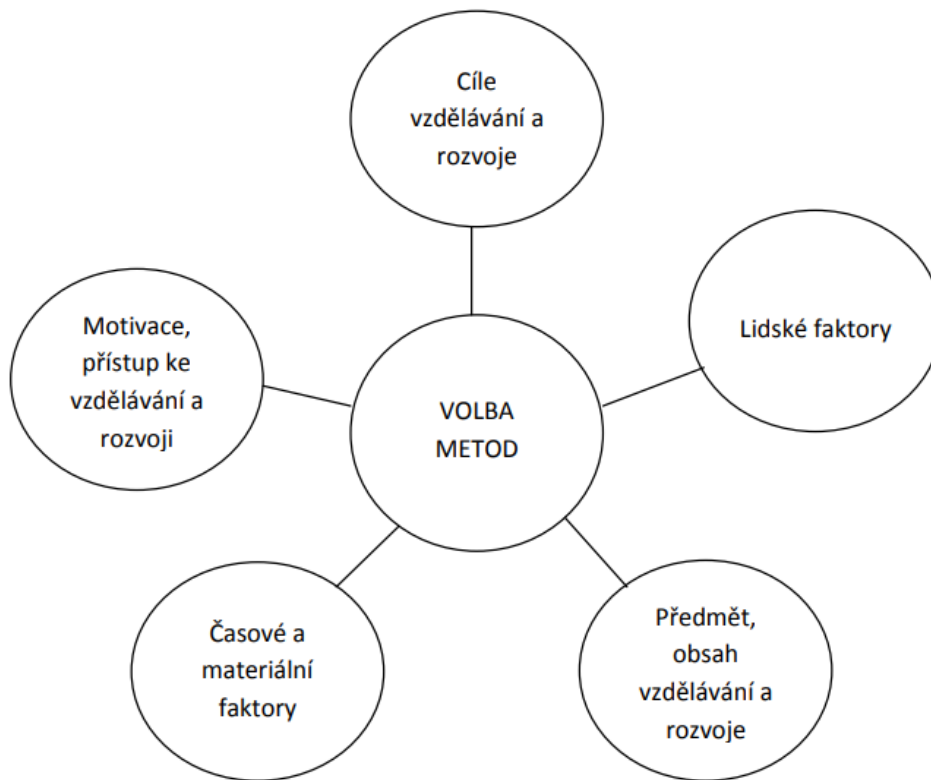 Cíle
vzdělávání a
rozvoje
Lidské faktory
Motivace,
přístup ke
vzdělávání a
rozvoji
VOLBA
METOD
Časové a
materiální
faktory
Předmět,
obsah
vzdělávání a
rozvoje